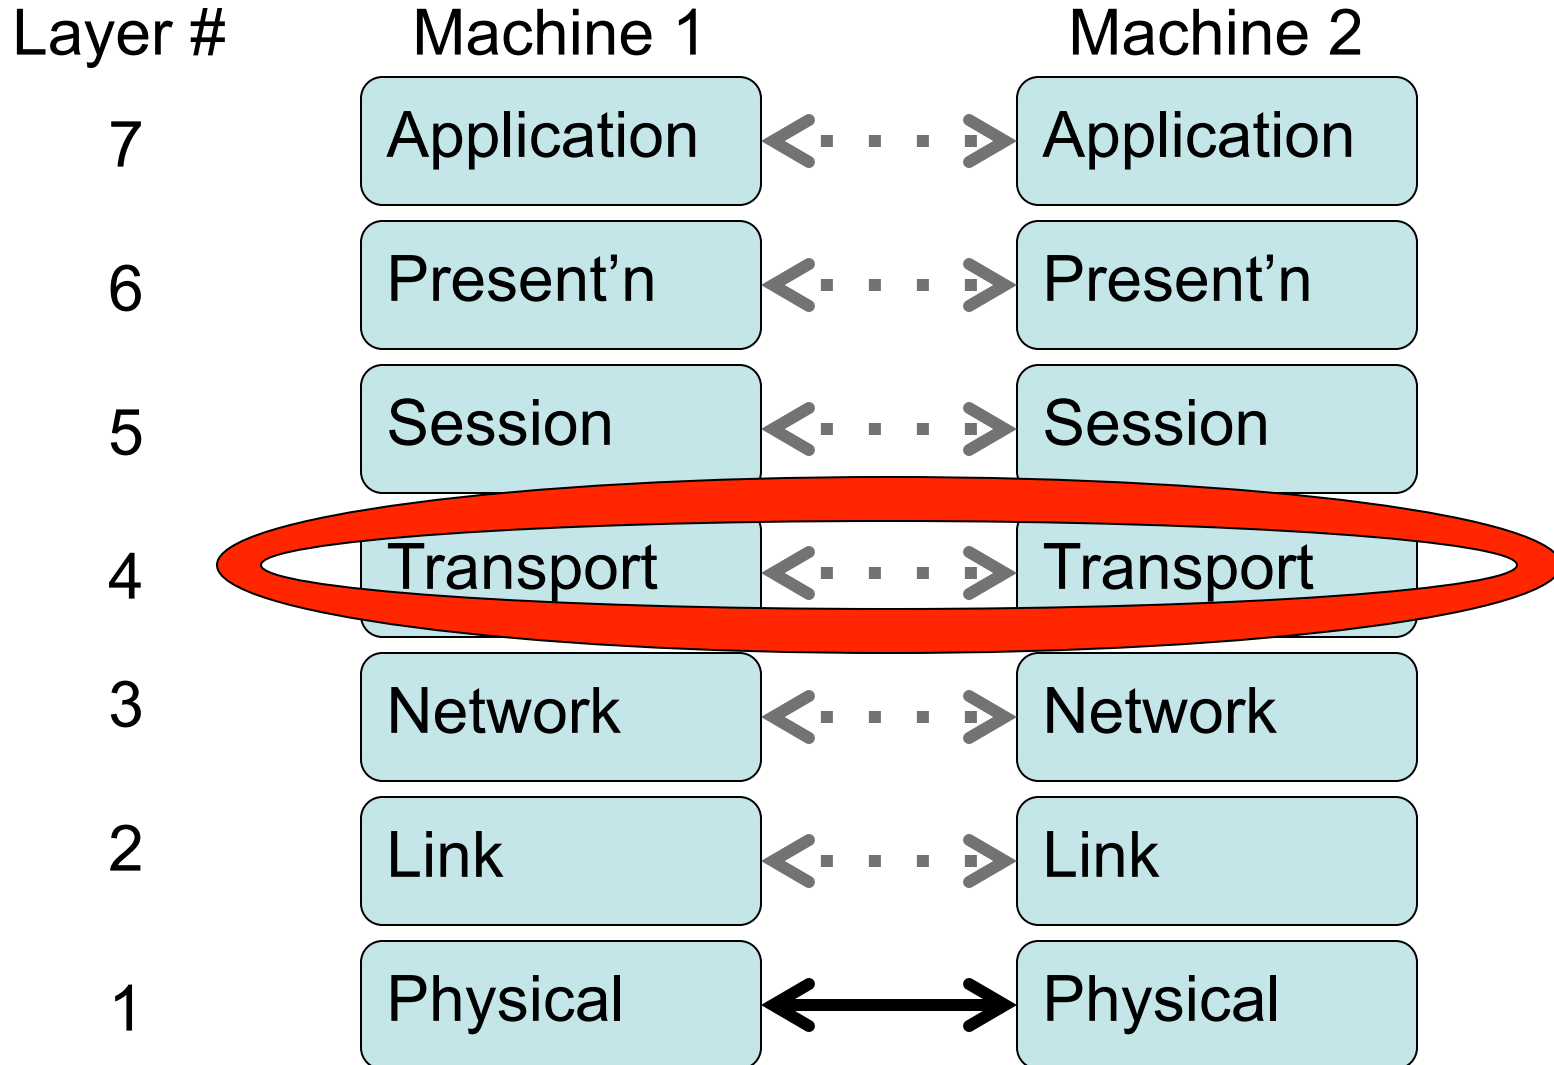 Layer # Machine 1 Machine 2
7 Application Application
6 Present’n Present’n
5 Session Session
4 Transport Transport
3 Network Network
2 Link Link
1 Physical Physical